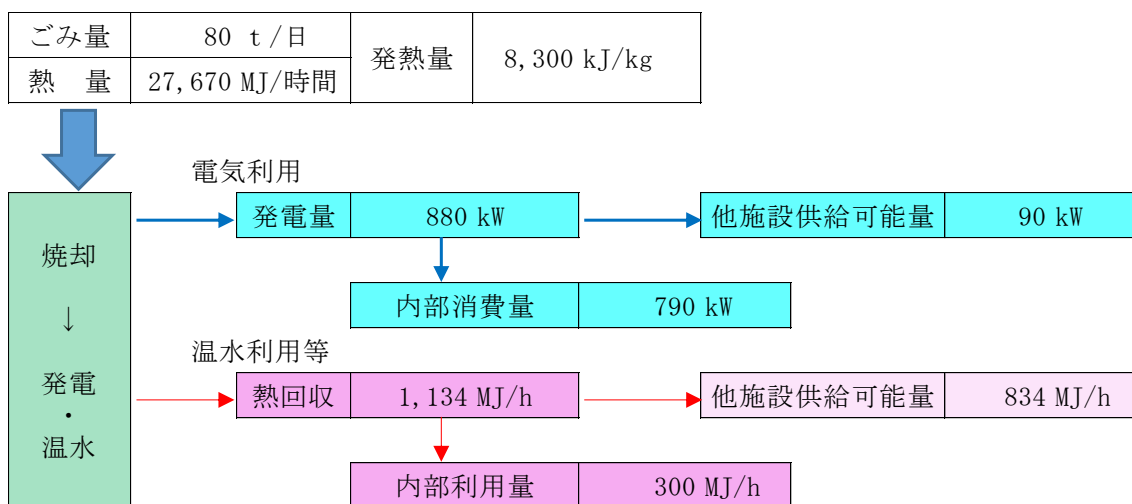 ごみ量 80 t/日 発熱量 8,300 kJ/kg
熱 量 27,670 MJ/時間
電気利用
発電量 880 kW 他施設供給可能量 90 kW
内部消費量 790 kW
温水利用等
熱回収 1,134 MJ/h 他施設供給可能量 834 MJ/h
内部利用量 300 MJ/h
焼却
↓
発電
・
温水